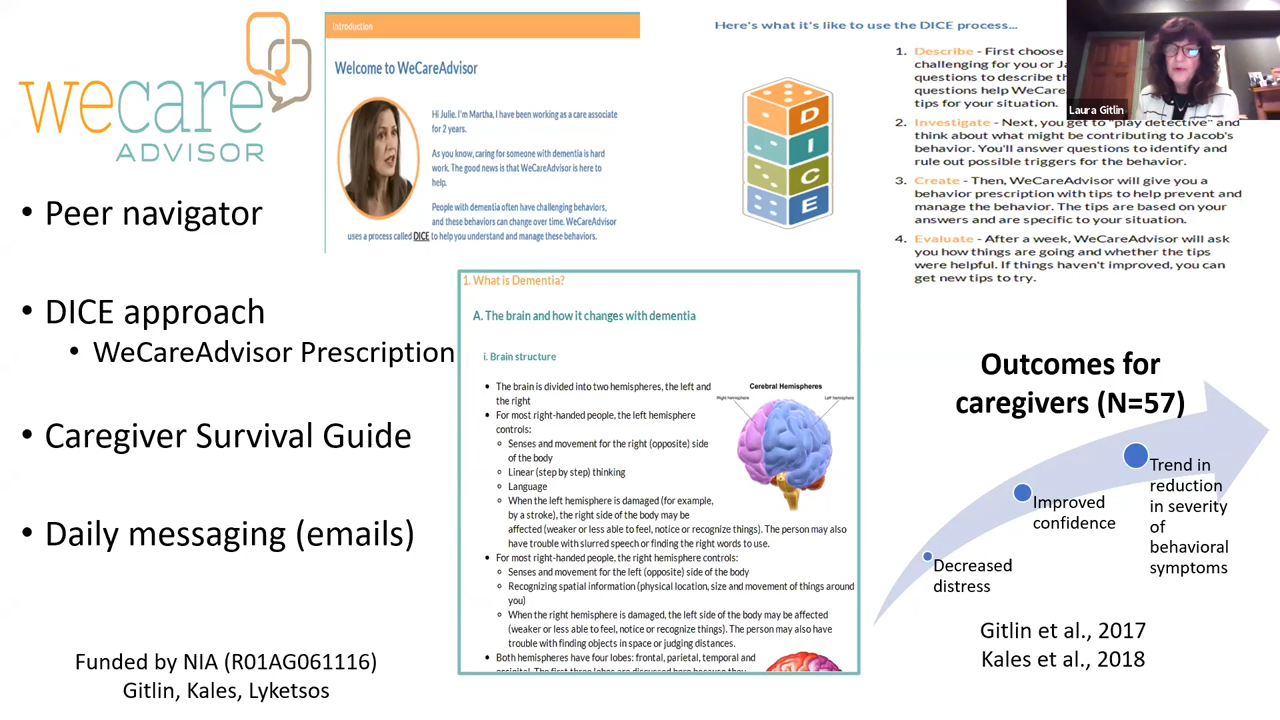 wecare
ADVISOR
• Peer navigator
• DICE approach
• WeCareAdvisor Prescription
• Caregiver Survival Guide
• Daily messaging (emails)
Funded by NIA (R01AG061116)
Gitlin, Kales, Lyketsos
Introduction
Welcome to WeCareAdvisor
Hi Julie. I'm Martha, I have been working as a care associate
for 2 years.
As you know, caring for someone with dementia is hard
work. The good news is that WeCareAdvisor is here to
help.
People with dementia often have challenging behaviors,
and these behaviors can change over time. WeCareAdvisor
uses a process called DICE to help you understand and manage these behaviors.
1. What is Dementia?
A. The brain and how it changes with dementia
i. Brain structure
• The brain is divided into two hemispheres, the left and
the right
• For most right-handed people, the left hemisphere
controls:
Senses and movement for the right (opposite) side
of the body
Linear (step by step) thinking
Language
When the left hemisphere is damaged (for example,
by a stroke), the right side of the body may be
affected (weaker or less able to feel, notice or recognize things). The person may also
have trouble with slurred speech or finding the right words to use.
• For most right-handed people, the right hemisphere controls:
Senses and movement for the left (opposite) side of the body
Recognizing spatial information (physical location, size and movement of things around
you)
When the right hemisphere is damaged, the left side of the body may be affected
(weaker or less able to feel, notice or recognize things). The person may also have
trouble with finding objects in space or judging distances.
• Both hemispheres have four lobes: frontal, parietal, temporal and
Cerebral Hemispheres
Right hemisphere
Left hemisphere
Here's what it's like to use the DICE process...
D
I
C
E
1. Describe - First choose
challenging for you or
questions to describe
questions help WeCare
tips for your situation.
2. Investigate - Next, you get to "play detective" and
think about what might be contributing to Jacob's
behavior. You'll answer questions to identify and
rule out possible triggers for the behavior.
3. Create - Then, WeCareAdvisor will give you a
behavior prescription with tips to help prevent and
manage the behavior. The tips are based on your
answers and are specific to your situation.
4. Evaluate - After a week, WeCareAdvisor will ask
you how things are going and whether the tips
were helpful. If things haven't improved, you can
get new tips to try.
Laura Gitlin
Outcomes for
caregivers (N=57)
Decreased
distress
Improved
confidence
Trend in
reduction
in severity
of
behavioral
symptoms
Gitlin et al., 2017
Kales et al., 2018